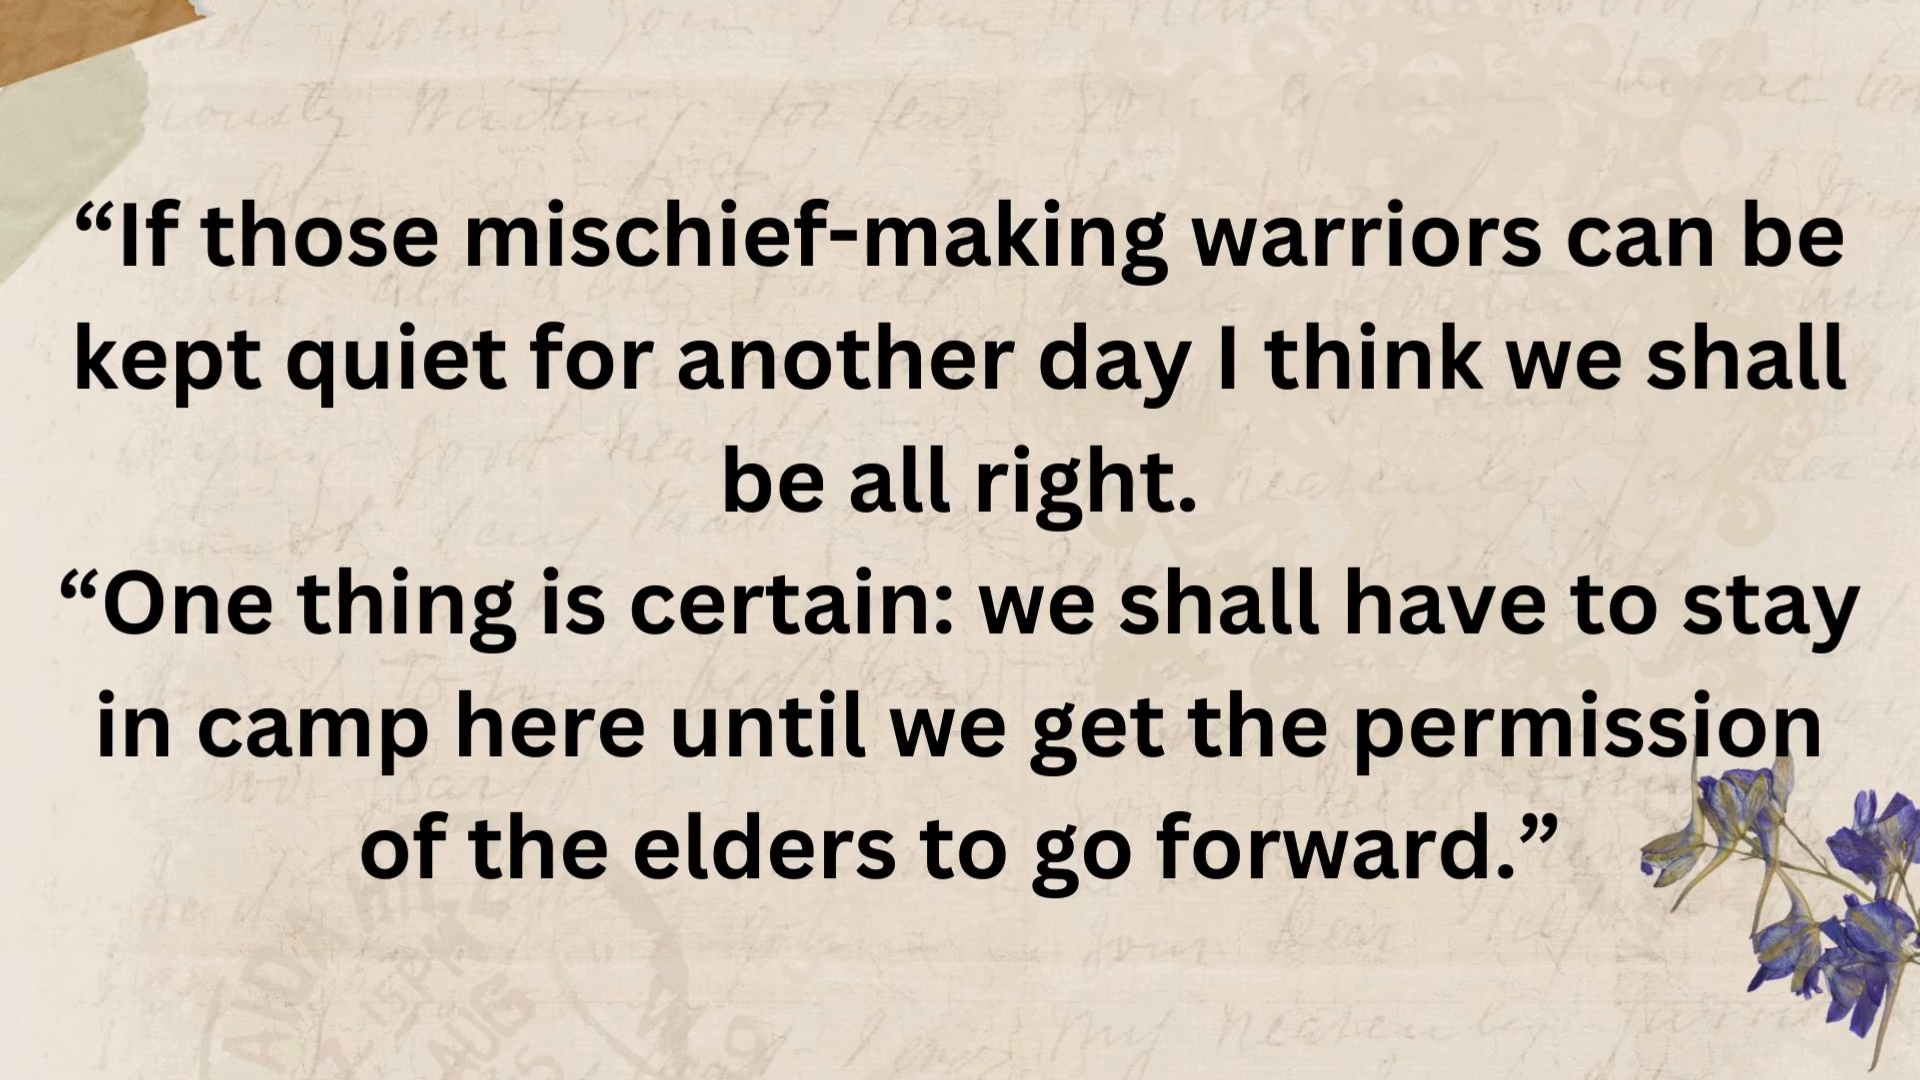 “If those mischief-making warriors can be
kept quiet for another day I think we shall
be all right.
“One thing is certain: we shall have to stay
in camp here until we get the permission
of the elders to go forward.”